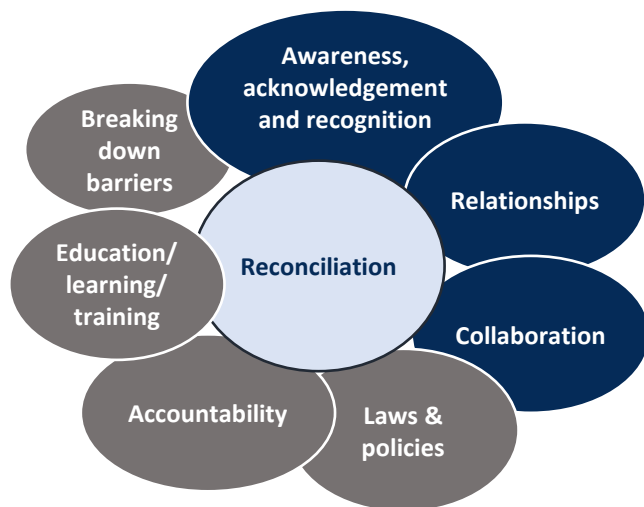 Awareness,
acknowledgement
and recognition
Breaking
down
barriers
Relationships
Education/
learning/
training
Reconciliation
Collaboration
Accountability
Laws &
policies